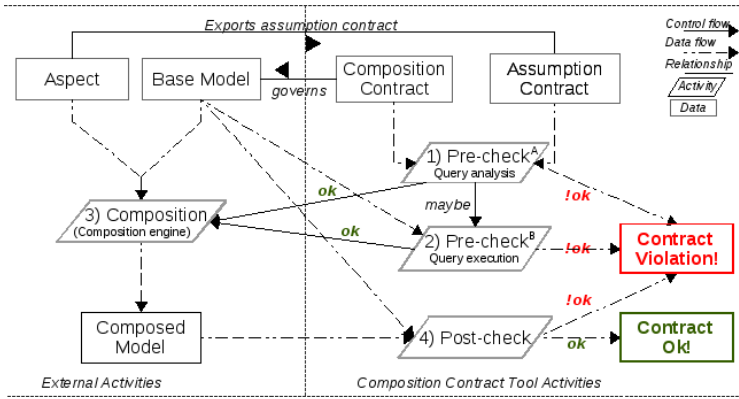 Exports assumption contract
Control flow
Data flow
Relationship
Activity
Data
Aspect
Base Model
governs
Composition
Contract
Assumption
Contract
1) Pre-check^A
Query analysis
ok
maybe
!ok
3) Composition
(Composition engine)
ok
2) Pre-check^B
Query execution
!ok
Contract
Violation!
!ok
Composed
Model
4) Post-check
ok
Contract
Ok!
External Activities
Composition Contract Tool Activities